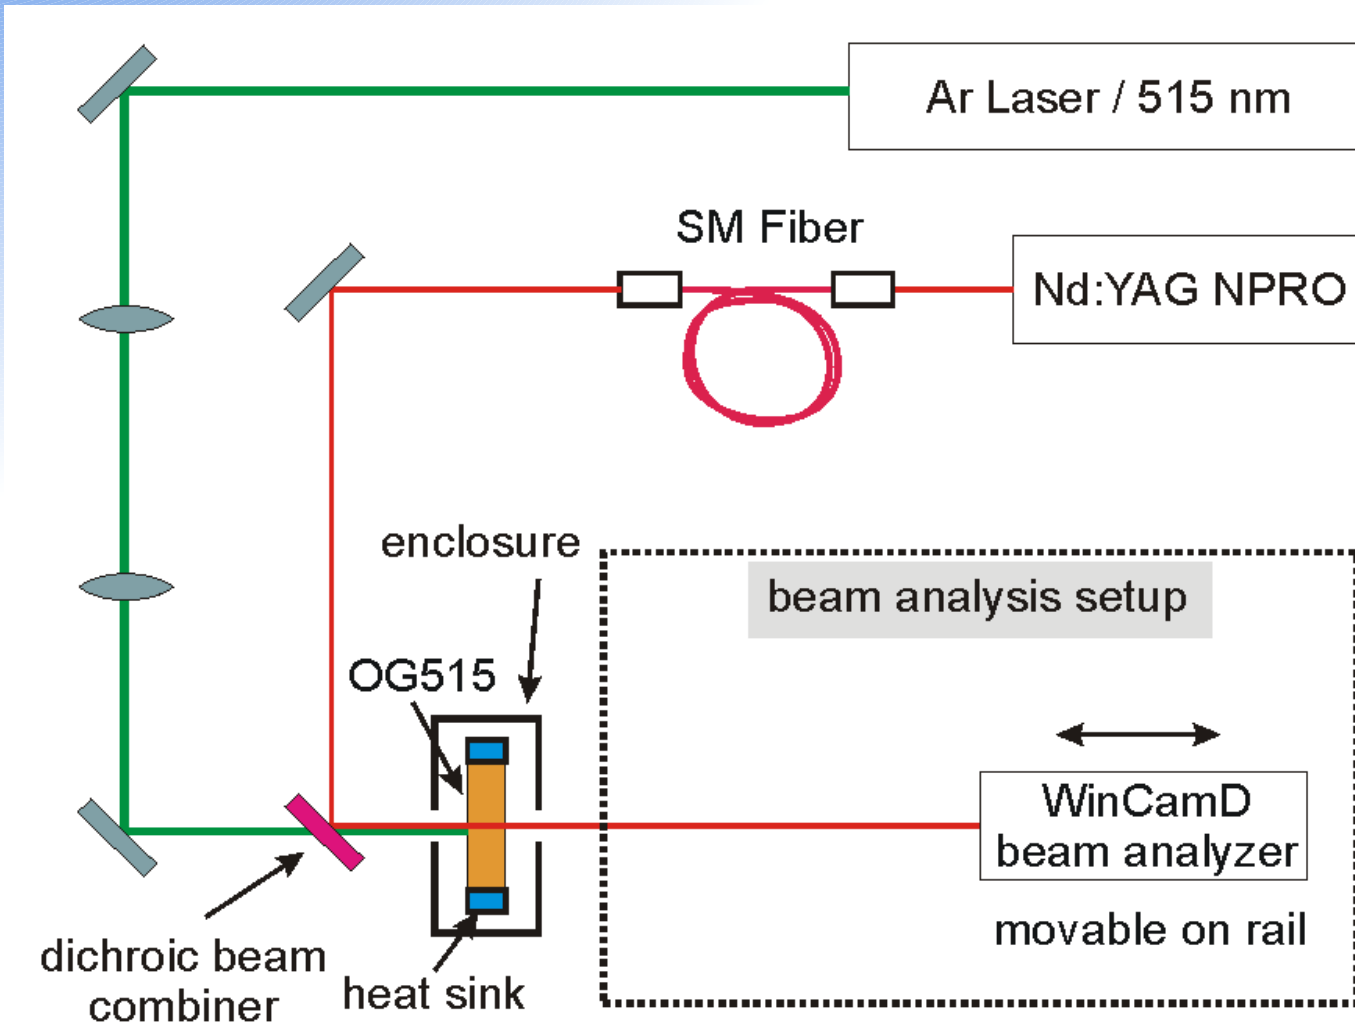 Ar Laser / 515 nm
SM Fiber
Nd:YAG NPRO
enclosure
beam analysis setup
OG515
WinCamD
beam analyzer
movable on rail
dichroic beam
combiner
heat sink